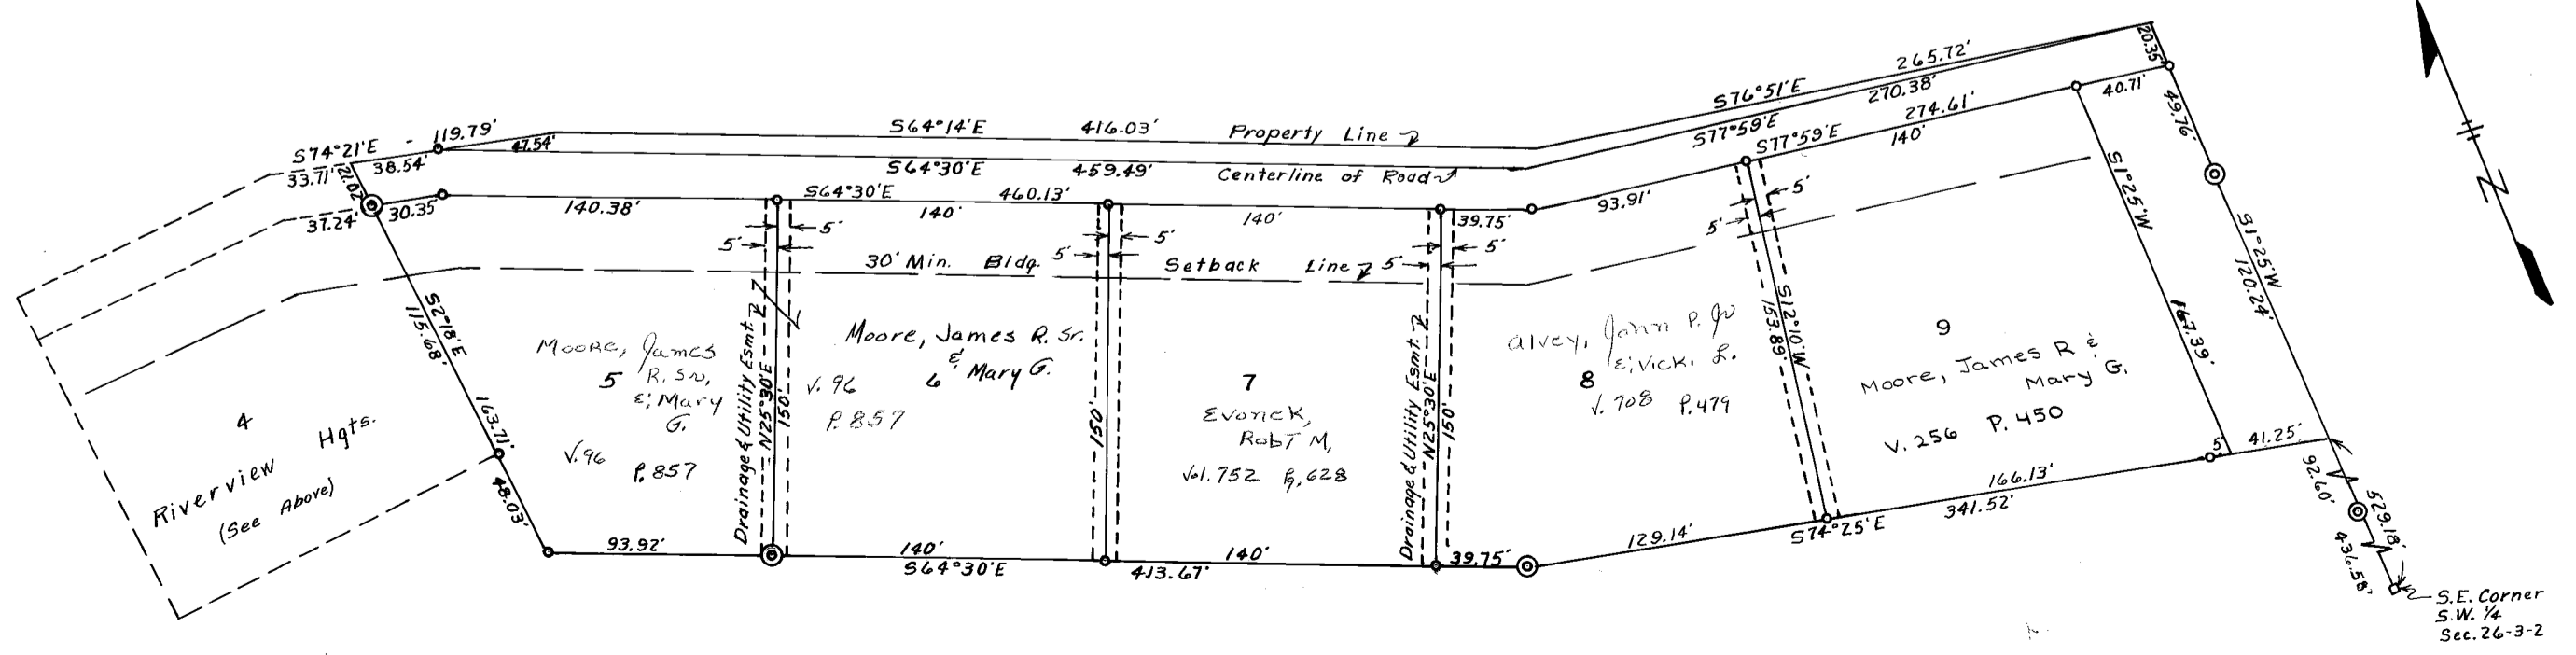 S74°21'E - 119.79'
33.71' 38.54' 47.54'
21.02'
37.24' 30.35'
S64°14'E 416.03' Property Line
S64°30'E 459.49' Centerline of Road
S76°51'E 265.72'
S77°59'E 270.38'
S77°59'E 274.61'
140'
20.35'
40.71'
49.76'
140.38'
S64°30'E 460.13'
140'
140'
39.75'
93.91'
5' 5'
5' 5'
5' 5'
5' 5'
30' Min. Bldg. Setback Line
S2°18'E
115.68'
163.71'
48.03'
4
Riverview Hgts.
(See Above)
Moore, James
5 R. Sr,
& Mary
G.
V.96 P.857
Drainage & Utility Esmt.
N25°30'E
150'
Moore, James R. Sr.
&
6 Mary G.
V.96
P.857
150'
7
Evonek,
Robt M,
Vol.752 Pg.628
Drainage & Utility Esmt.
N25°30'E
150'
Alvey, John P. Jr
8 & Vicki L.
V.708 P.479
S12°10'W
153.89'
9
Moore, James R &
Mary G.
V.256 P.450
S1°25'W
167.39'
S1°25'W
120.24'
5' 41.25'
92.60'
529.18'
436.58'
93.92'
140'
S64°30'E 413.67'
140'
39.75'
129.14'
S74°25'E
166.13'
341.52'
N
S.E. Corner
S.W. ¼
Sec. 26-3-2